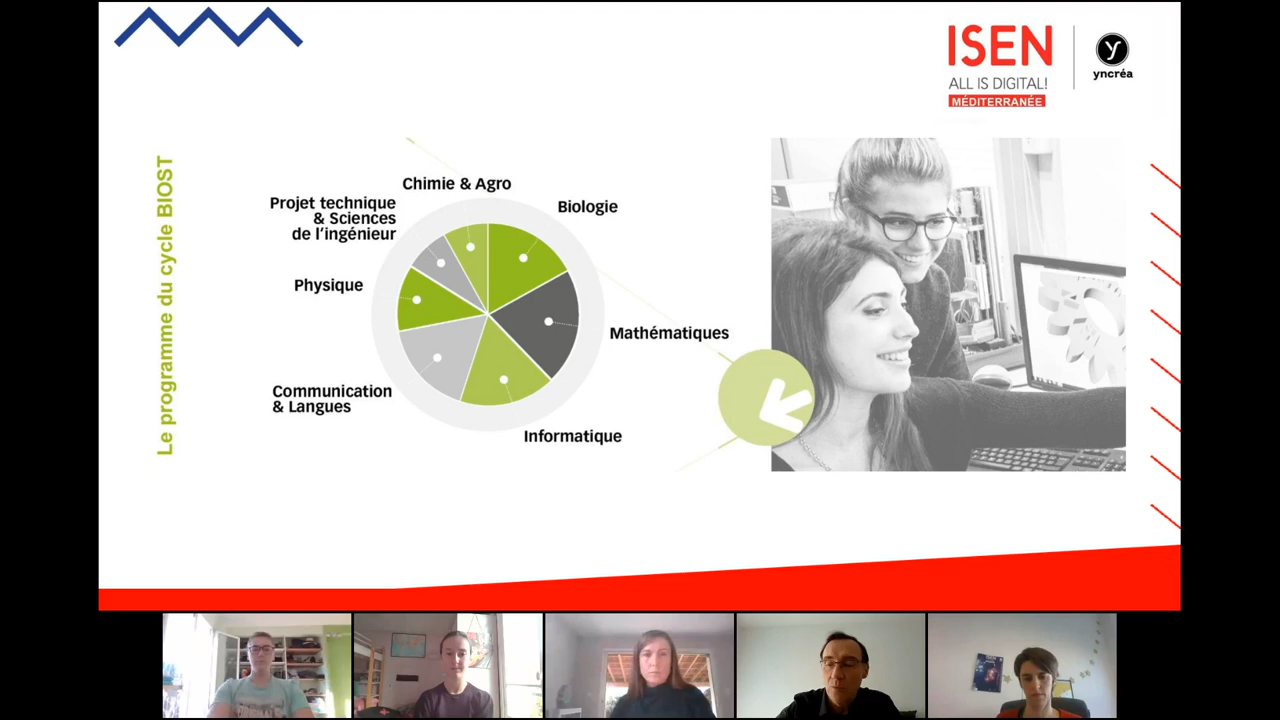 ISEN
ALL IS DIGITAL!
MÉDITERRANÉE
yncréa
Le programme du cycle BIOST
Chimie & Agro
Projet technique
& Sciences
de l'ingénieur
Biologie
Physique
Mathématiques
Communication
& Langues
Informatique